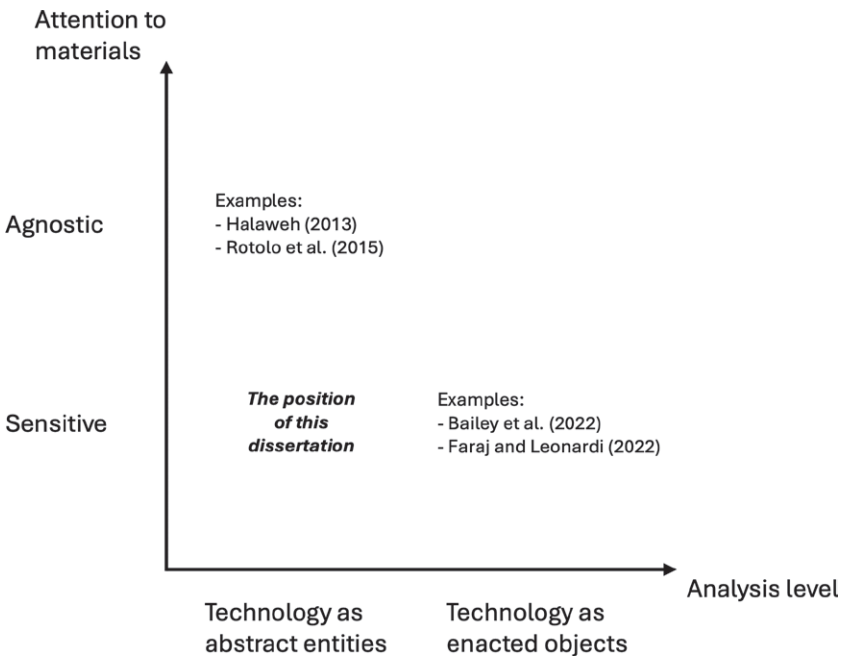 Attention to
materials
Agnostic
Examples:
- Halaweh (2013)
- Rotolo et al. (2015)
Sensitive
The position
of this
dissertation
Examples:
- Bailey et al. (2022)
- Faraj and Leonardi (2022)
Analysis level
Technology as
abstract entities
Technology as
enacted objects